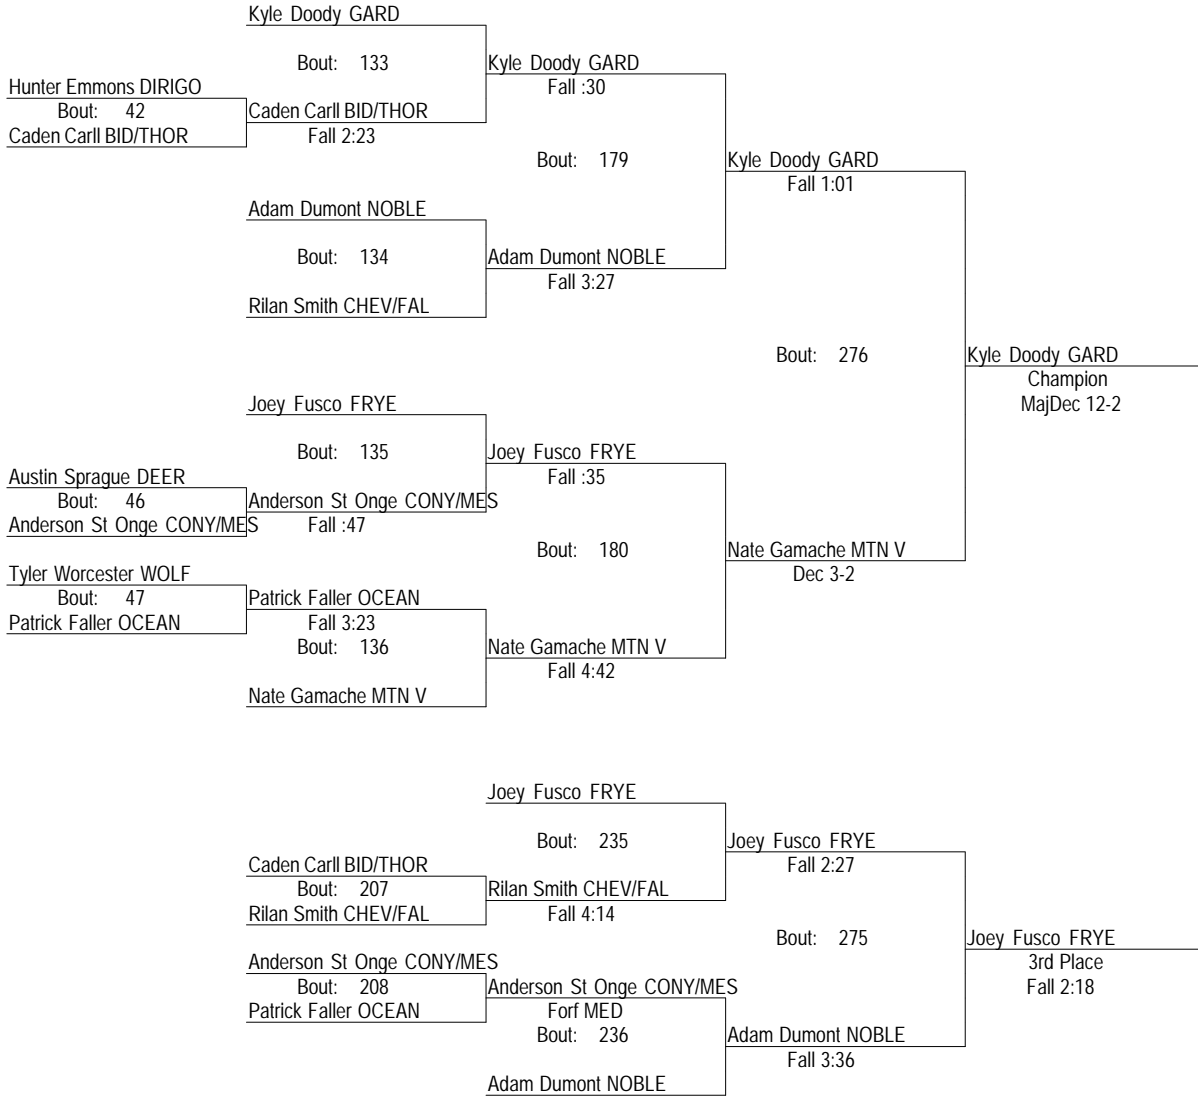 Kyle Doody GARD
Bout: 133
Kyle Doody GARD
Fall :30
Hunter Emmons DIRIGO
Bout: 42
Caden Carll BID/THOR
Caden Carll BID/THOR
Fall 2:23
Bout: 179
Kyle Doody GARD
Fall 1:01
Adam Dumont NOBLE
Bout: 134
Adam Dumont NOBLE
Fall 3:27
Rilan Smith CHEV/FAL
Bout: 276
Kyle Doody GARD
Champion
MajDec 12-2
Joey Fusco FRYE
Bout: 135
Joey Fusco FRYE
Fall :35
Austin Sprague DEER
Bout: 46
Anderson St Onge CONY/MES
Anderson St Onge CONY/MES
Fall :47
Bout: 180
Nate Gamache MTN V
Dec 3-2
Tyler Worcester WOLF
Bout: 47
Patrick Faller OCEAN
Patrick Faller OCEAN
Fall 3:23
Bout: 136
Nate Gamache MTN V
Fall 4:42
Nate Gamache MTN V
Joey Fusco FRYE
Bout: 235
Joey Fusco FRYE
Fall 2:27
Caden Carll BID/THOR
Bout: 207
Rilan Smith CHEV/FAL
Rilan Smith CHEV/FAL
Fall 4:14
Bout: 275
Joey Fusco FRYE
3rd Place
Fall 2:18
Anderson St Onge CONY/MES
Bout: 208
Patrick Faller OCEAN
Anderson St Onge CONY/MES
Forf MED
Bout: 236
Adam Dumont NOBLE
Fall 3:36
Adam Dumont NOBLE